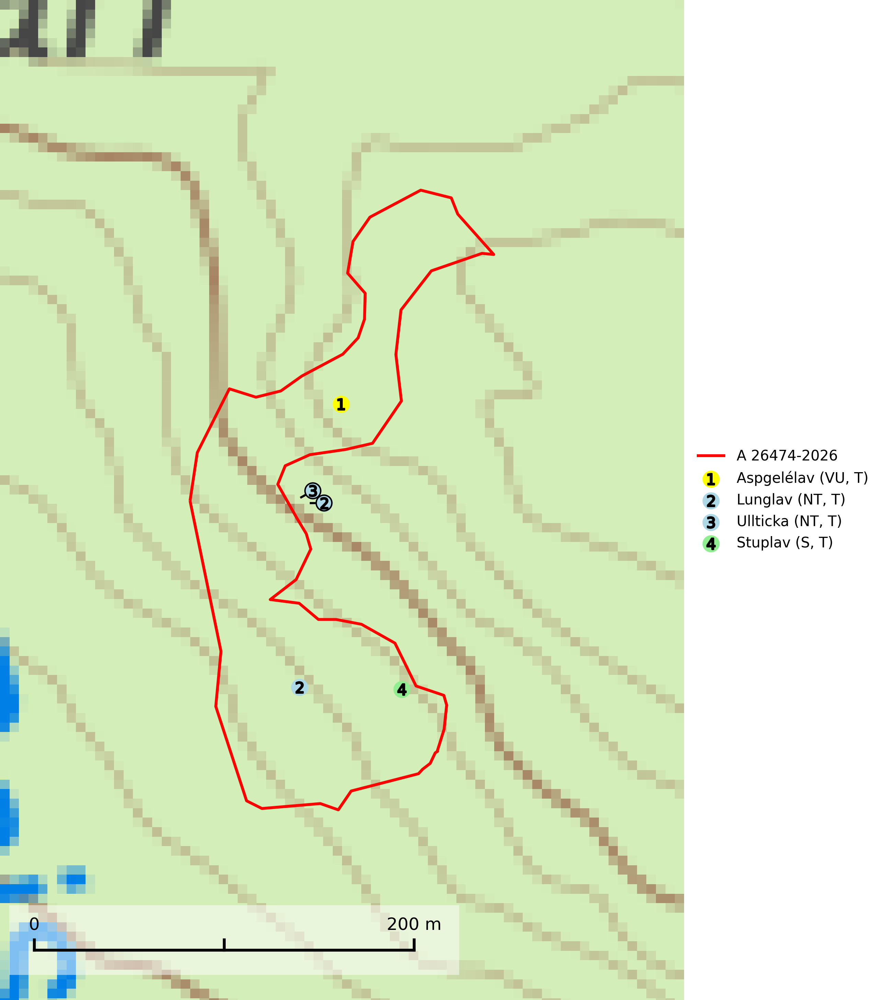 1
3
2
2
4
A 26474-2026
1 Aspgelélav (VU, T)
2 Lunglav (NT, T)
3 Ullticka (NT, T)
4 Stuplav (S, T)
0 200 m